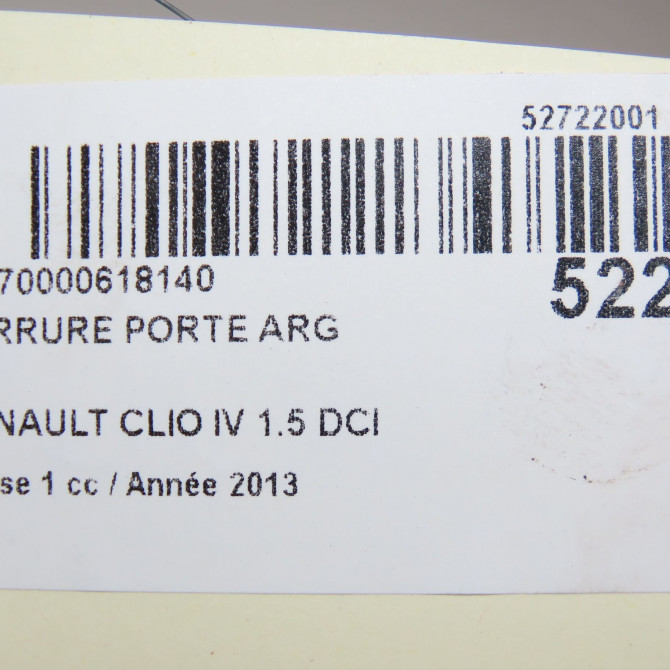 52722001
70000618140
522
RRURE PORTE ARG
NAULT CLIO IV 1.5 DCI
se 1 cc / Année 2013